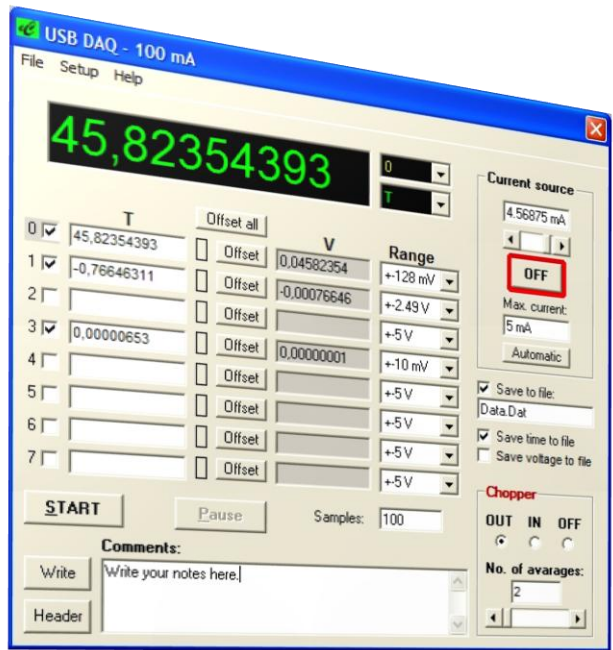 USB DAQ - 100 mA
File Setup Help
45,82354393
0
T
Current source
4.56875 mA
OFF
Max. current:
5 mA
Automatic
T
Offset all
V
Range
0 45,82354393 Offset 0,04582354 +-128 mV
1 -0,76646311 Offset -0,00076646 +-2.49 V
2 Offset +-5 V
3 0,00000653 Offset 0,00000001 +-10 mV
4 Offset +-5 V
5 Offset +-5 V
6 Offset +-5 V
7 Offset +-5 V
Save to file:
Data.Dat
Save time to file
Save voltage to file
START
Pause
Samples: 100
Chopper
OUT IN OFF
No. of avarages:
2
Comments:
Write
Write your notes here.
Header